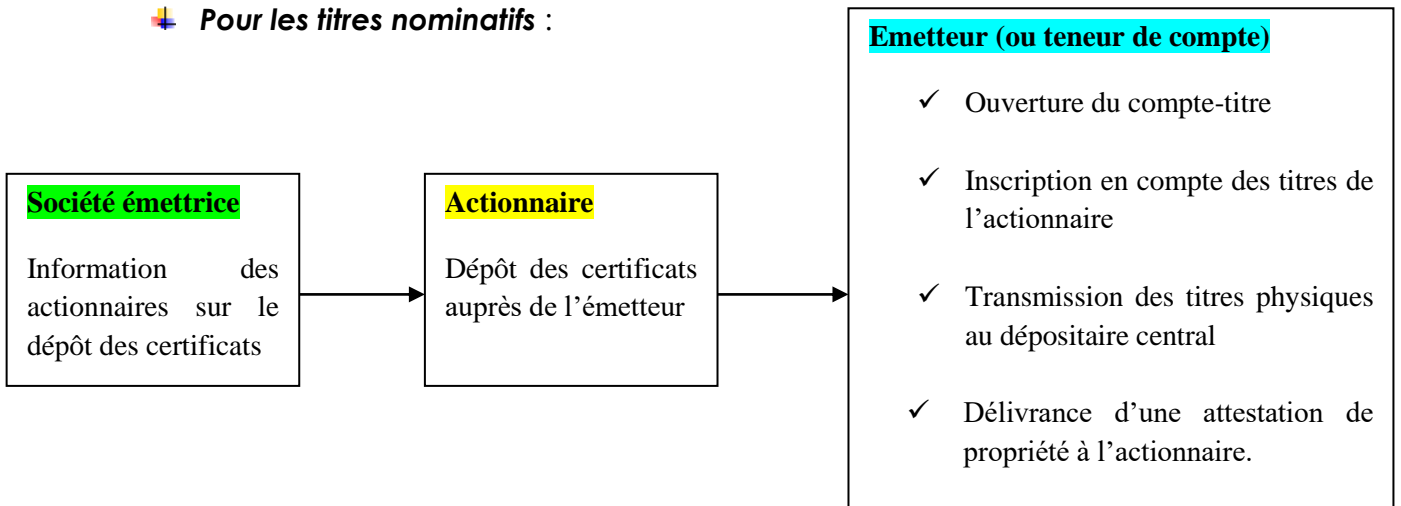 Pour les titres nominatifs :
Société émettrice
Information des
actionnaires sur le
dépôt des certificats
Actionnaire
Dépôt des certificats
auprès de l’émetteur
Emetteur (ou teneur de compte)
✓ Ouverture du compte-titre
✓ Inscription en compte des titres de
l’actionnaire
✓ Transmission des titres physiques
au dépositaire central
✓ Délivrance d’une attestation de
propriété à l’actionnaire.